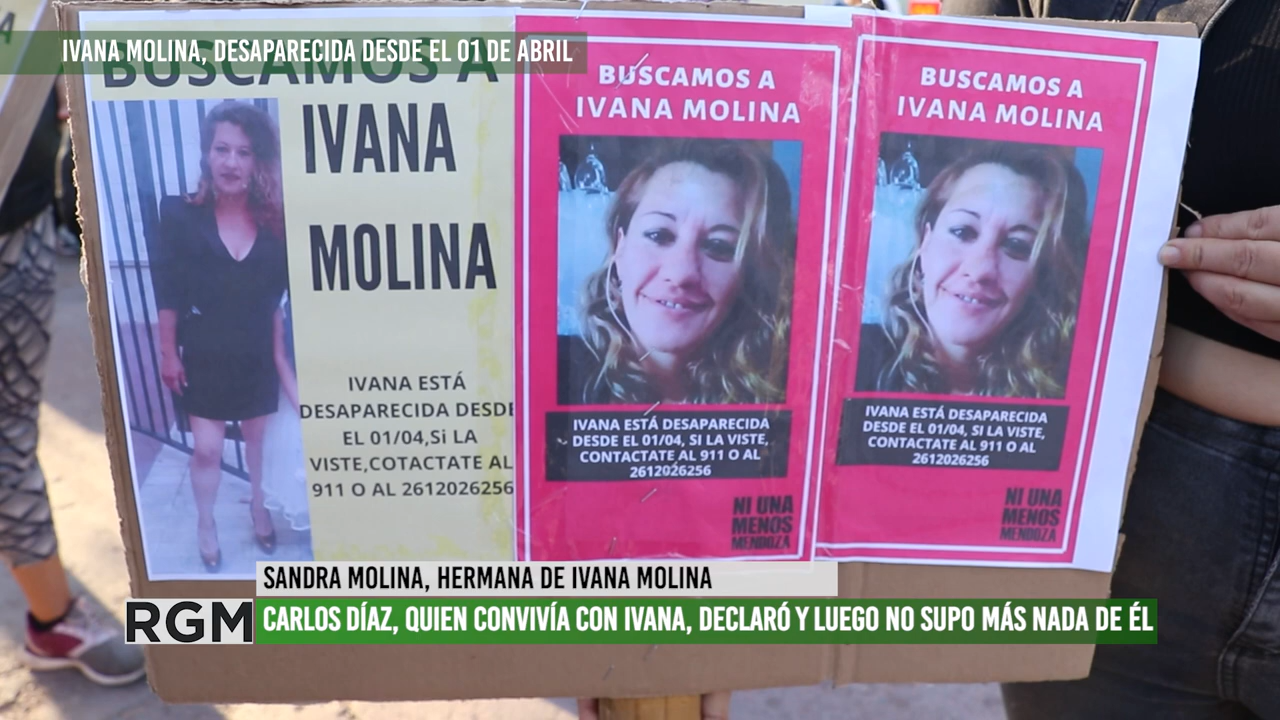 IVANA MOLINA, DESAPARECIDA DESDE EL 01 DE ABRIL
BUSCAMOS A
IVANA
MOLINA
IVANA ESTÁ
DESAPARECIDA DESDE
EL 01/04,Si LA
VISTE,COTACTATE AL
911 O AL 2612026256
BUSCAMOS A
IVANA MOLINA
IVANA ESTÁ DESAPARECIDA
DESDE EL 01/04, SI LA VISTE,
CONTACTATE AL 911 O AL
2612026256
NI UNA
MENOS
MENDOZA
BUSCAMOS A
IVANA MOLINA
IVANA ESTÁ DESAPARECIDA
DESDE EL 01/04, SI LA VISTE,
CONTACTATE AL 911 O AL
2612026256
NI UNA
MENOS
MENDOZA
SANDRA MOLINA, HERMANA DE IVANA MOLINA
RGM
CARLOS DÍAZ, QUIEN CONVIVÍA CON IVANA, DECLARÓ Y LUEGO NO SUPO MÁS NADA DE ÉL